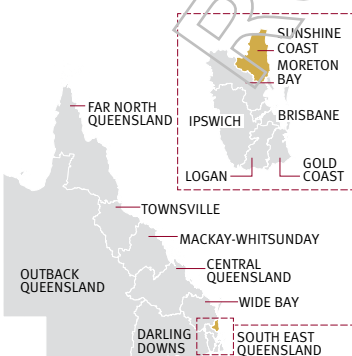 SUNSHINE
COAST
MORETON
BAY
IPSWICH
BRISBANE
LOGAN
GOLD
COAST
FAR NORTH
QUEENSLAND
TOWNSVILLE
MACKAY-WHITSUNDAY
CENTRAL
QUEENSLAND
OUTBACK
QUEENSLAND
WIDE BAY
DARLING
DOWNS
SOUTH EAST
QUEENSLAND